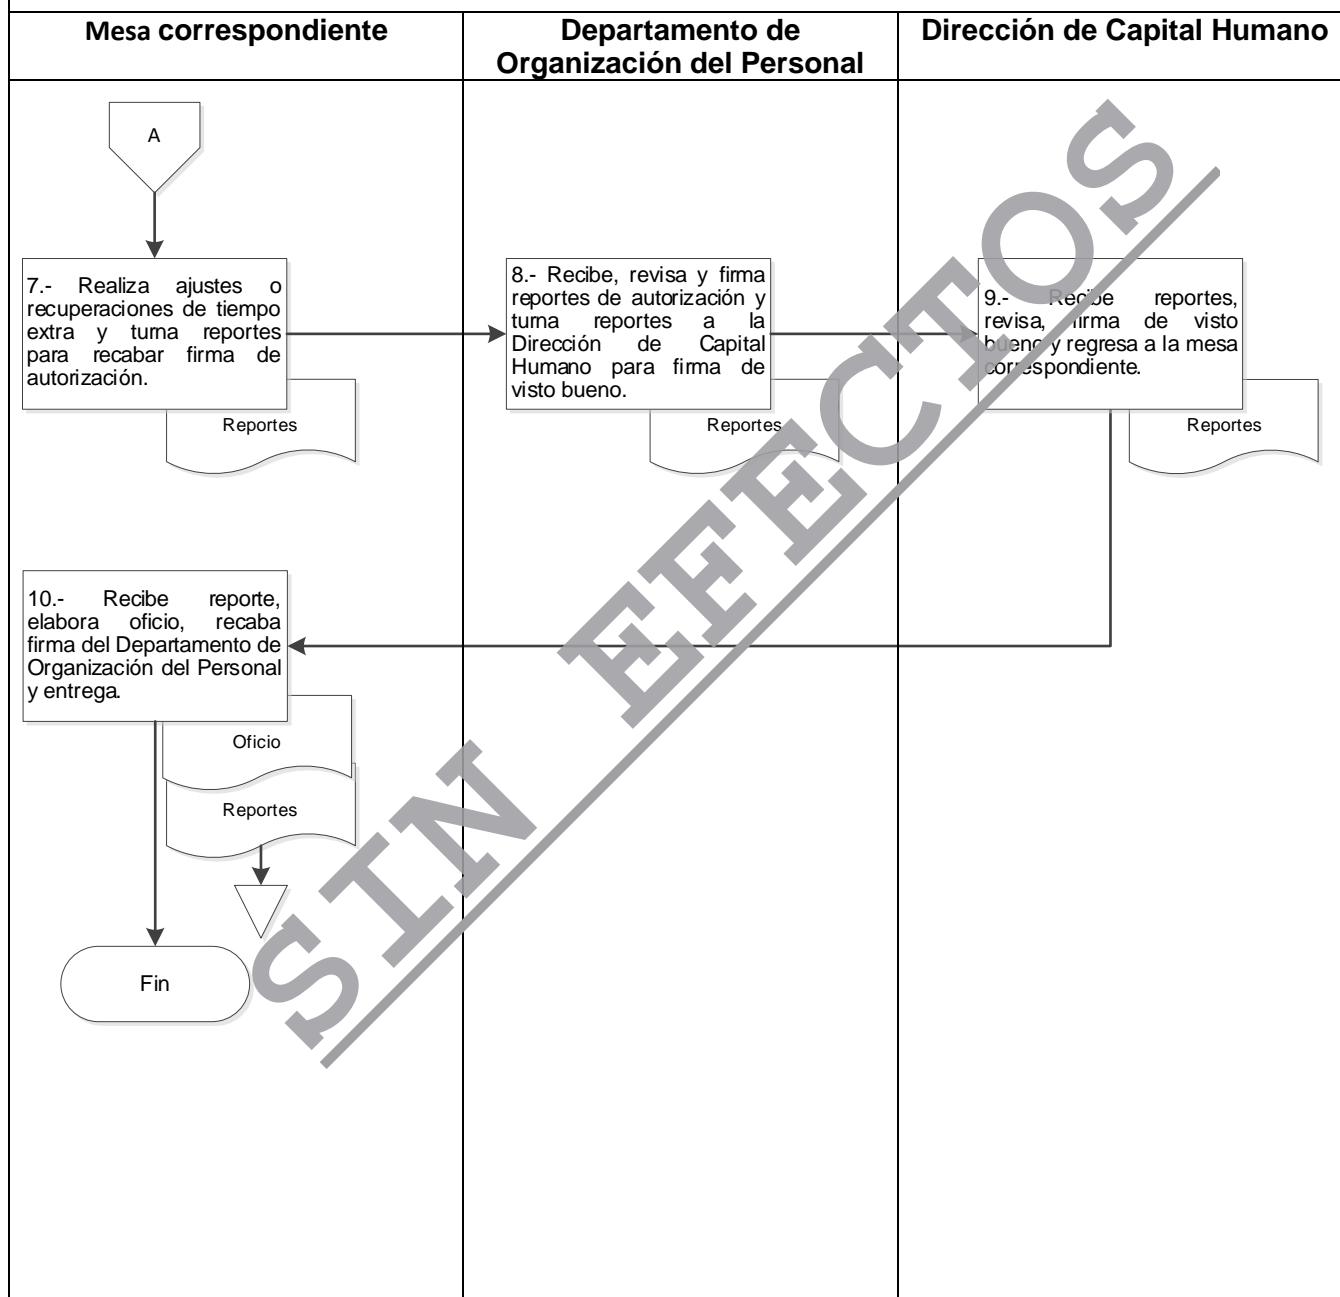 Mesa correspondiente
Departamento de
Organización del Personal
Dirección de Capital Humano
A
7.- Realiza ajustes o
recuperaciones de tiempo
extra y turna reportes
para recabar firma de
autorización.
Reportes
8.- Recibe, revisa y firma
reportes de autorización y
turna reportes a la
Dirección de Capital
Humano para firma de
visto bueno.
Reportes
9.- Recibe reportes,
revisa, firma de visto
bueno y regresa a la mesa
correspondiente.
Reportes
10.- Recibe reporte,
elabora oficio, recaba
firma del Departamento de
Organización del Personal
y entrega.
Oficio
Reportes
Fin
SIN EFECTOS